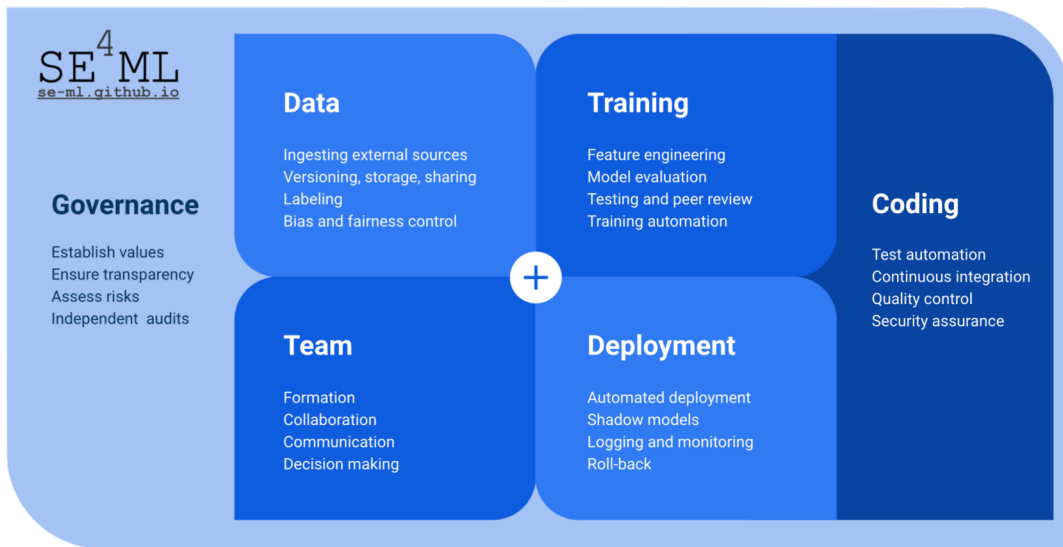 SE4ML
se-ml.github.io
Governance
Establish values
Ensure transparency
Assess risks
Independent audits
Data
Ingesting external sources
Versioning, storage, sharing
Labeling
Bias and fairness control
Training
Feature engineering
Model evaluation
Testing and peer review
Training automation
Team
Formation
Collaboration
Communication
Decision making
Deployment
Automated deployment
Shadow models
Logging and monitoring
Roll-back
Coding
Test automation
Continuous integration
Quality control
Security assurance